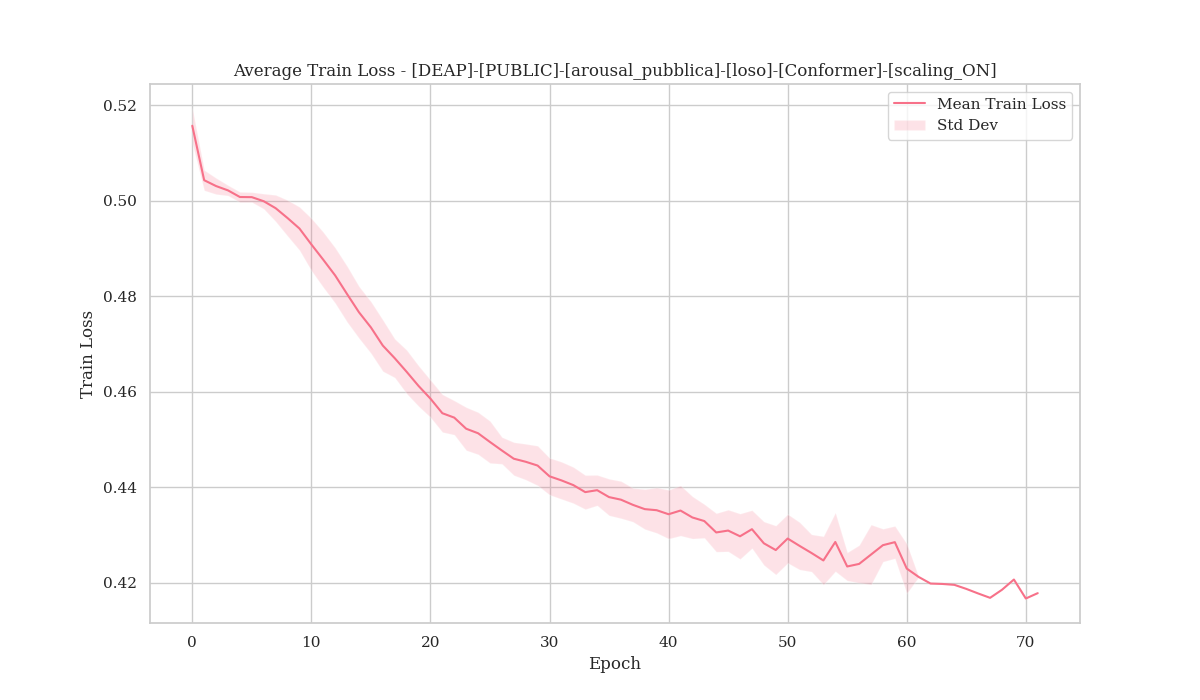 Average Train Loss - [DEAP]-[PUBLIC]-[arousal_pubblica]-[loso]-[Conformer]-[scaling_ON]
Mean Train Loss
Std Dev
0.52
0.50
0.48
0.46
0.44
0.42
Train Loss
0 10 20 30 40 50 60 70
Epoch